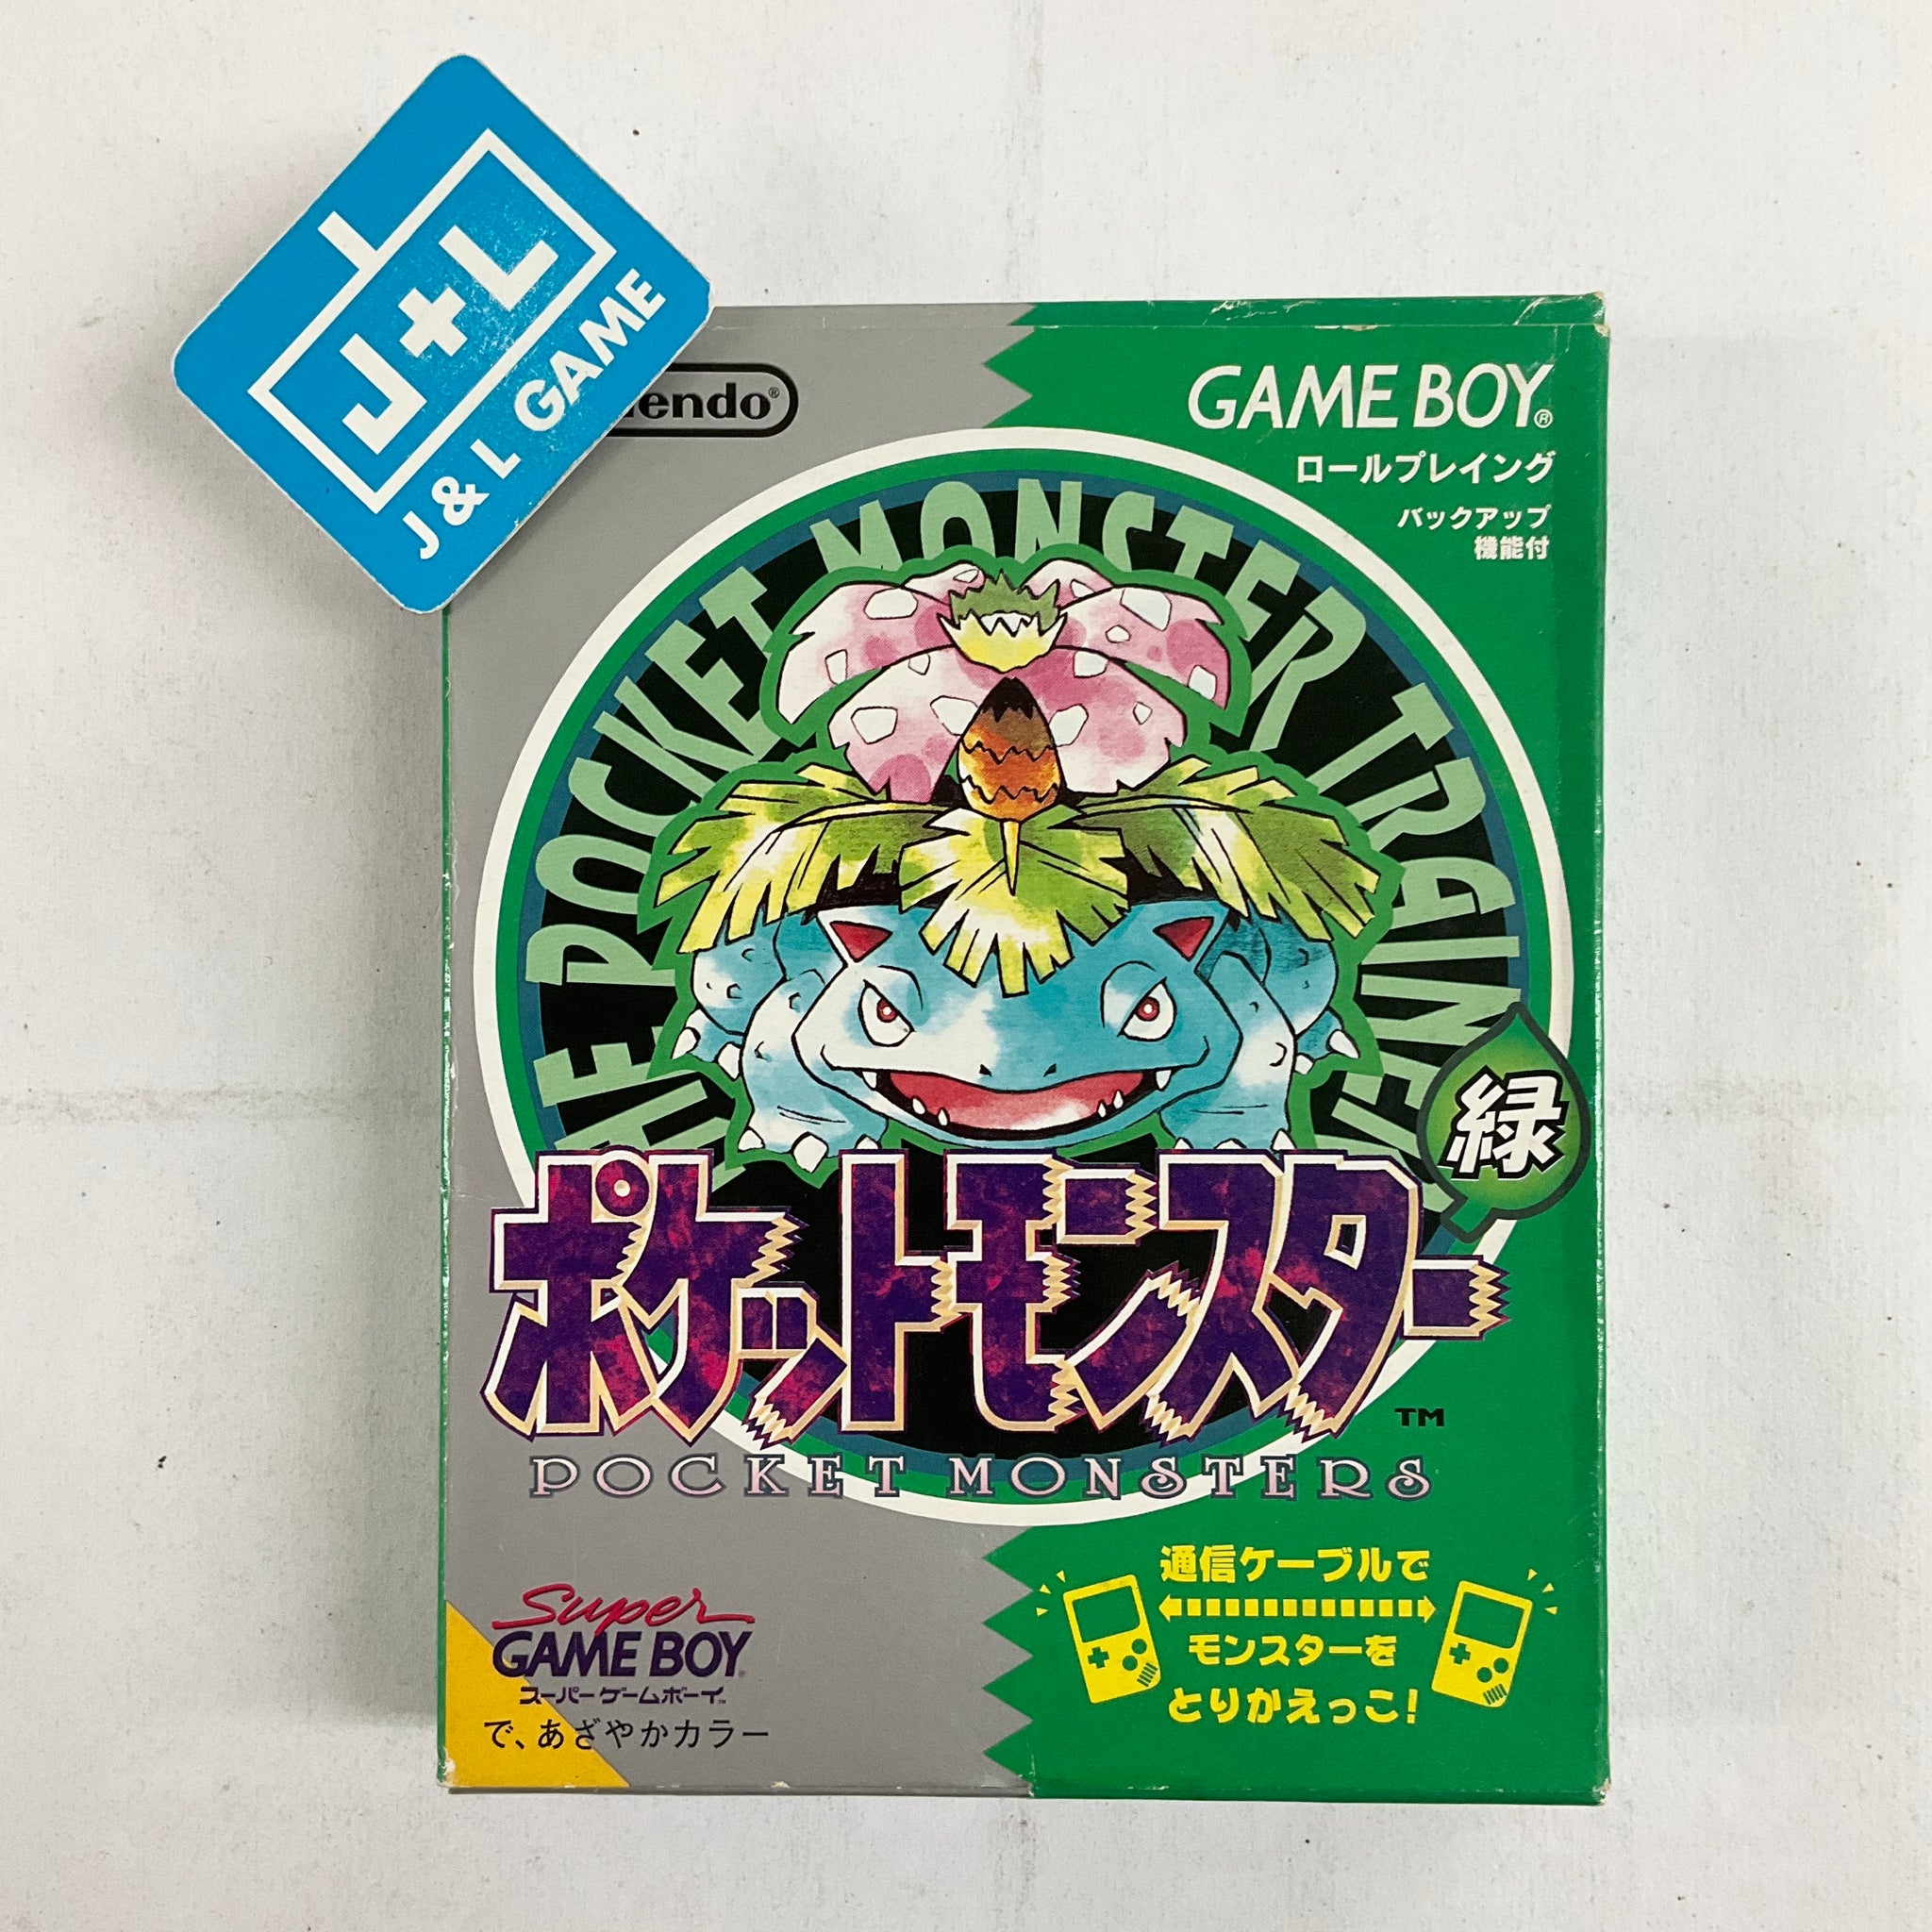 J+L
J & L GAME
GAME BOY®
ロールプレイング
バックアップ
機能付
THE POCKET MONSTER TRAINER
緑
ポケットモンスター
TM
POCKET MONSTERS
通信ケーブルで
モンスターを
とりかえっこ!
Super
GAME BOY
スーパーゲームボーイ™
で、あざやかカラー